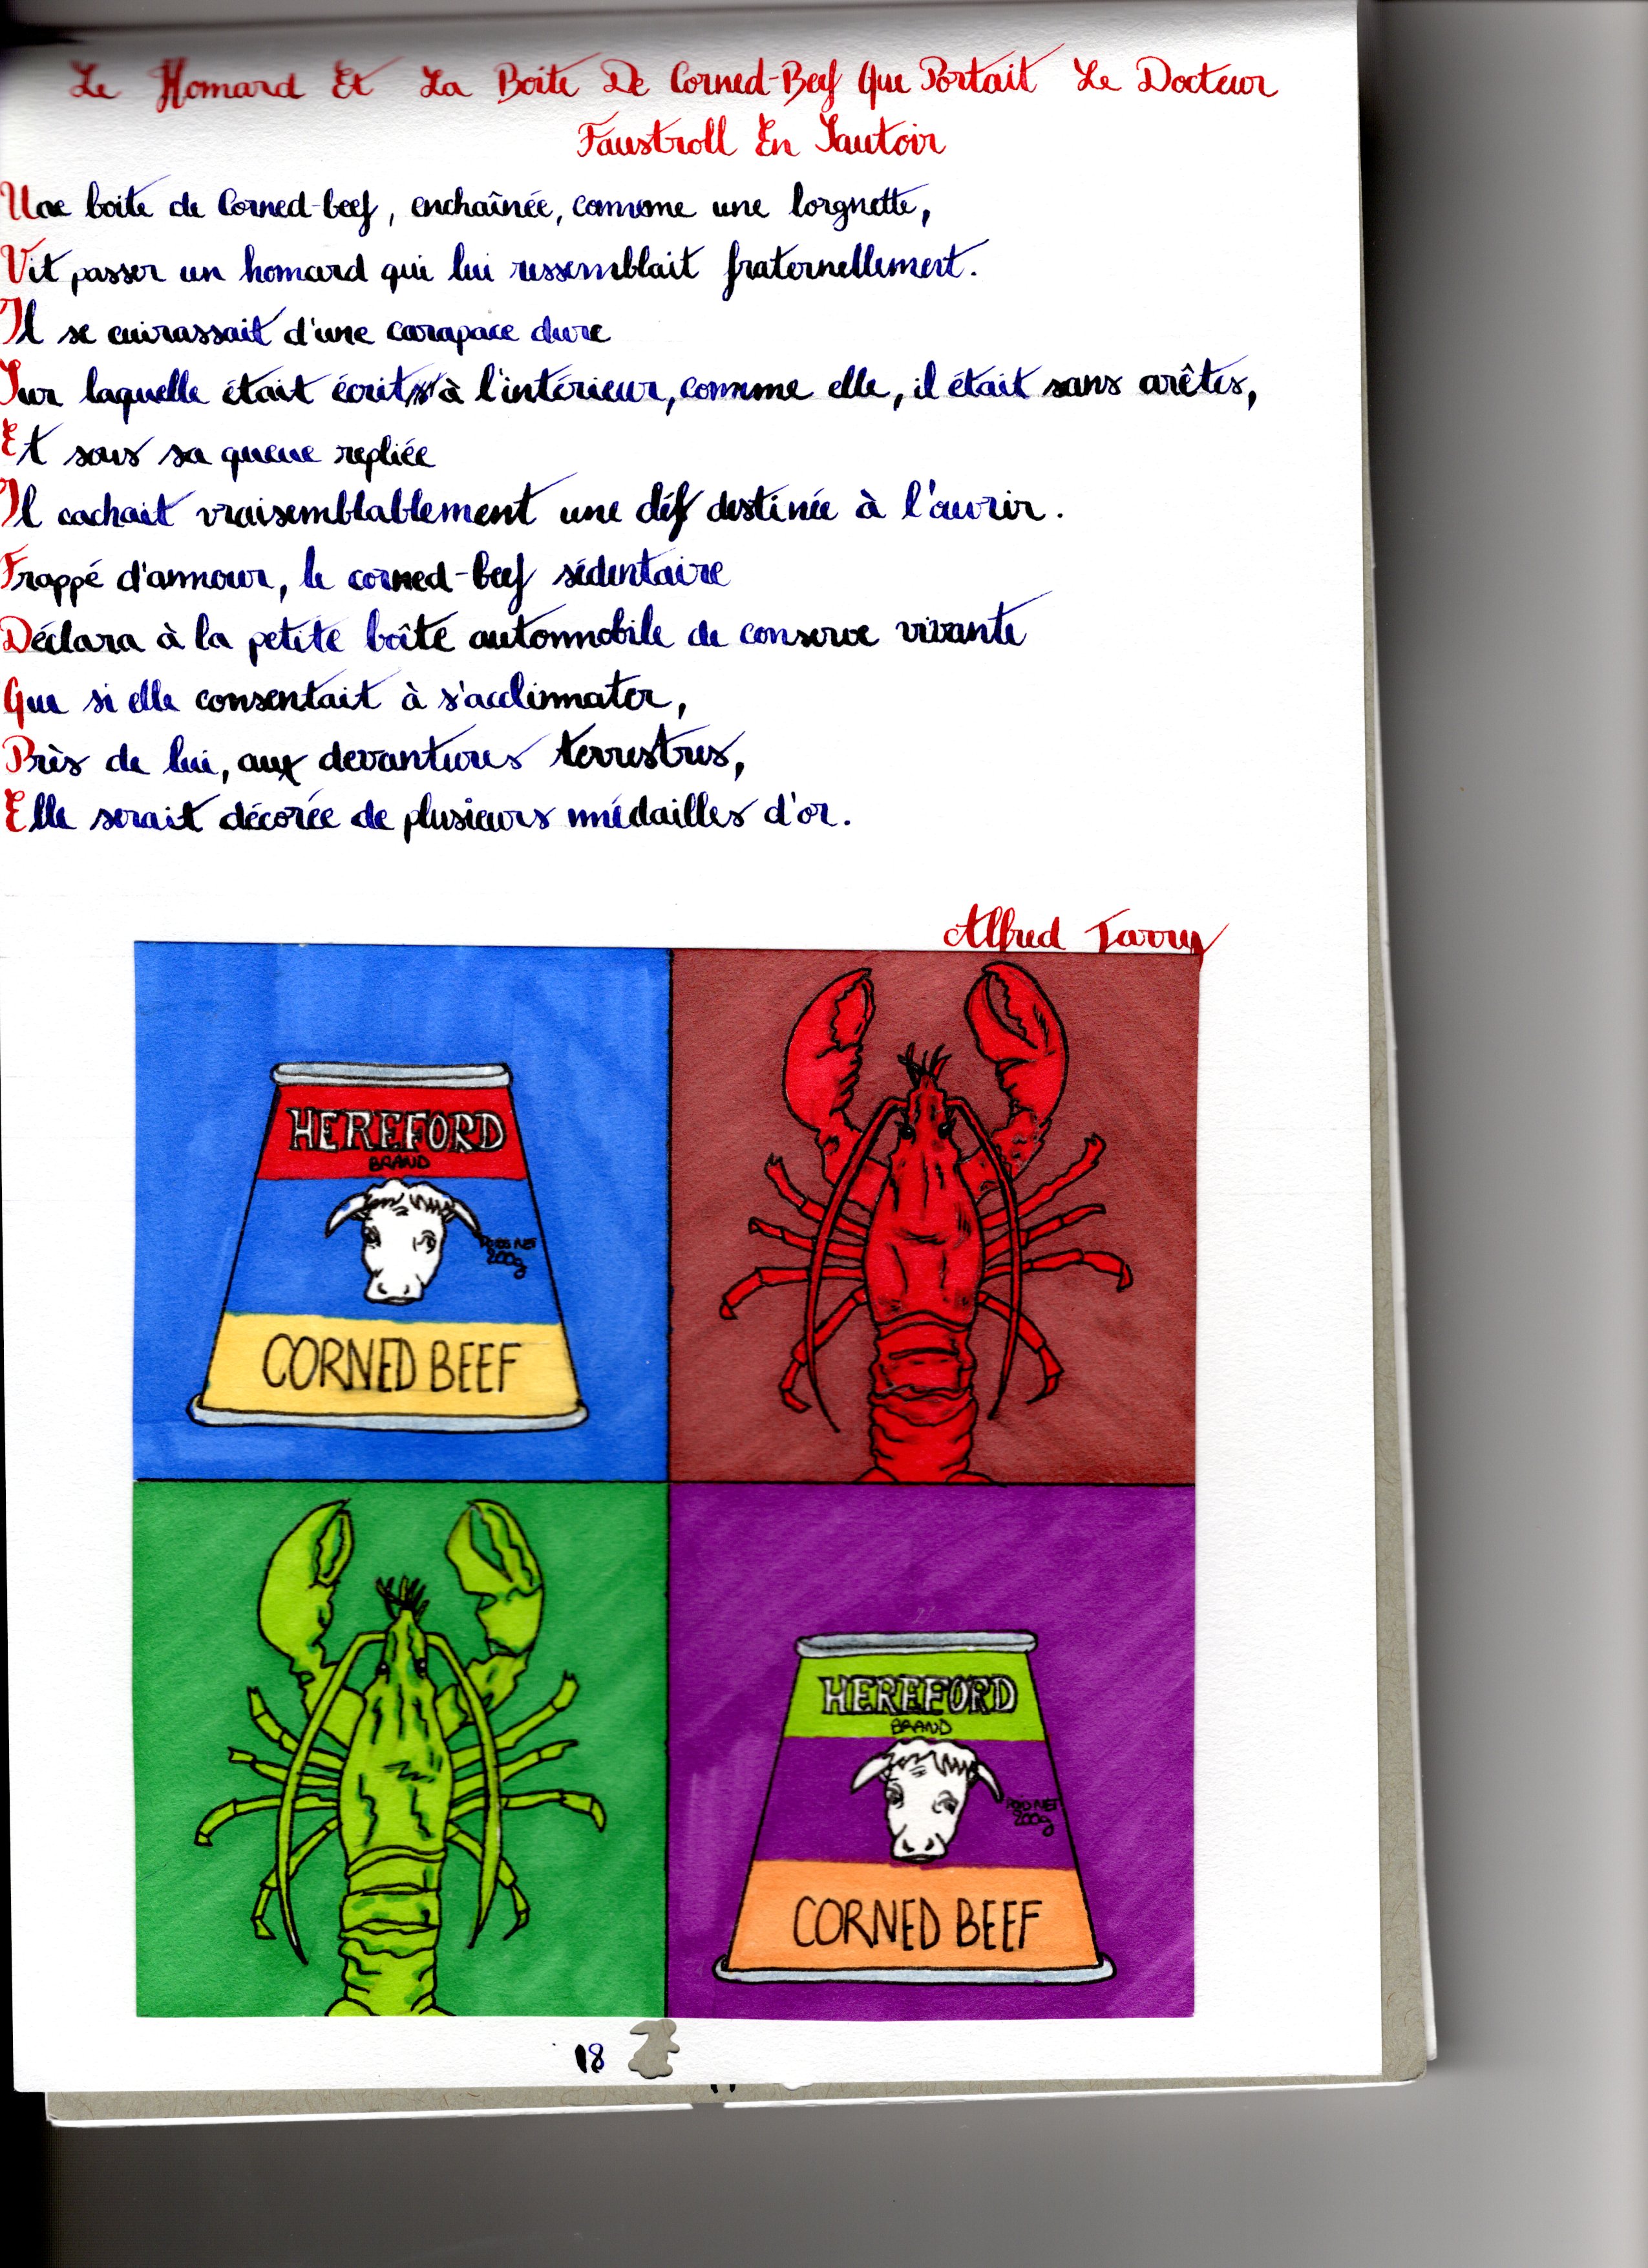 Le Homard Et La Boite De Corned-Beef Que Portait Le Docteur
Faustroll En Sautoir
Une boite de Corned-beef, enchaînée, comme une lorgnette,
Vit passer un homard qui lui ressemblait fraternellement.
Il se cuirassait d'une carapace dure
Sur laquelle était écrit à l'intérieur, comme elle, il était sans arêtes,
Et sous sa queue repliée
Il cachait vraisemblablement une déf destinée à l'ouvrir.
Frappé d'amour, le corned-beef sédentaire
Déclara à la petite boîte automobile de conserve vivante
Que si elle consentait à s'acclimater,
Près de lui, aux devantures terrestres,
Elle serait décorée de plusieurs médailles d'or.
Alfred Jarry
HEREFORD
BRAND
POIDS NET
200g
CORNED BEEF
HEREFORD
BRAND
POIDS NET
200g
CORNED BEEF
18